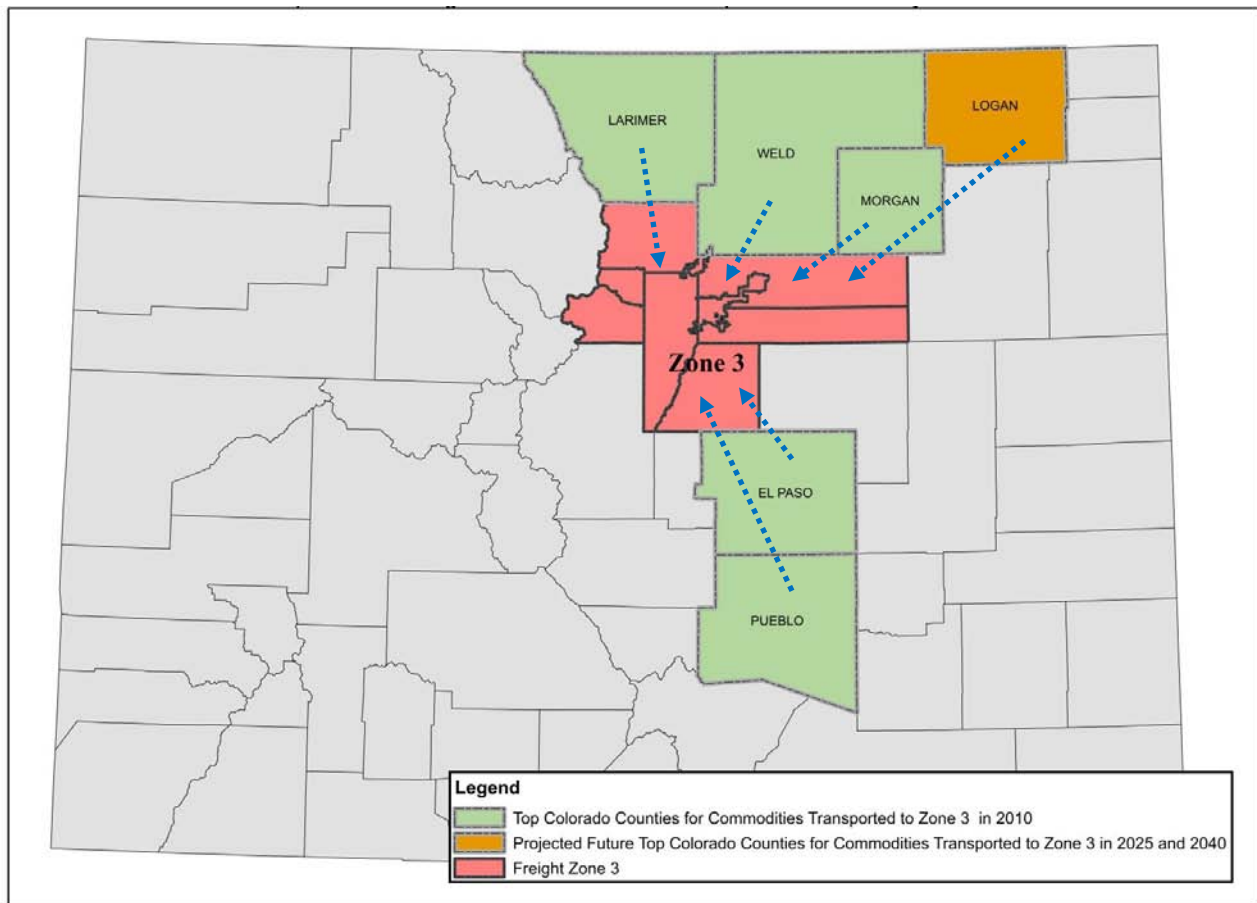 LARIMER
WELD
LOGAN
MORGAN
Zone 3
EL PASO
PUEBLO
Legend
Top Colorado Counties for Commodities Transported to Zone 3 in 2010
Projected Future Top Colorado Counties for Commodities Transported to Zone 3 in 2025 and 2040
Freight Zone 3